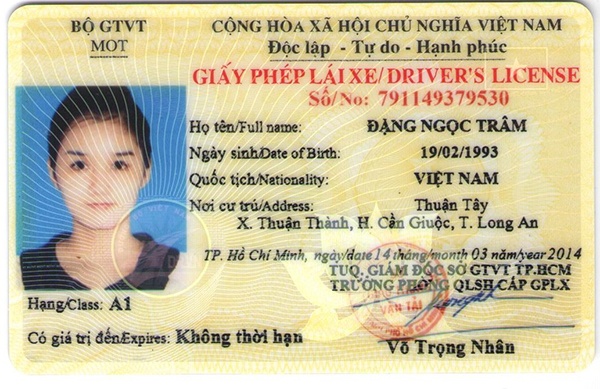 BỘ GTVT
MOT
CỘNG HÒA XÃ HỘI CHỦ NGHĨA VIỆT NAM
Độc lập - Tự do - Hạnh phúc
GIẤY PHÉP LÁI XE/DRIVER'S LICENSE
Số/No: 791149379530
Họ tên/Full name: ĐẶNG NGỌC TRÂM
Ngày sinh/Date of Birth: 19/02/1993
Quốc tịch/Nationality: VIỆT NAM
Nơi cư trú/Address: Thuận Tây
X. Thuận Thành, H. Cần Giuộc, T. Long An
TP. Hồ Chí Minh, ngày/date 14 tháng/month 03 năm/year 2014
TUQ. GIÁM ĐỐC SỞ GTVT TP.HCM
TRƯỞNG PHÒNG QLSH CẤP GPLX
VẬN TẢI
Hạng/Class: A1
Có giá trị đến/Expires: Không thời hạn
Võ Trọng Nhân